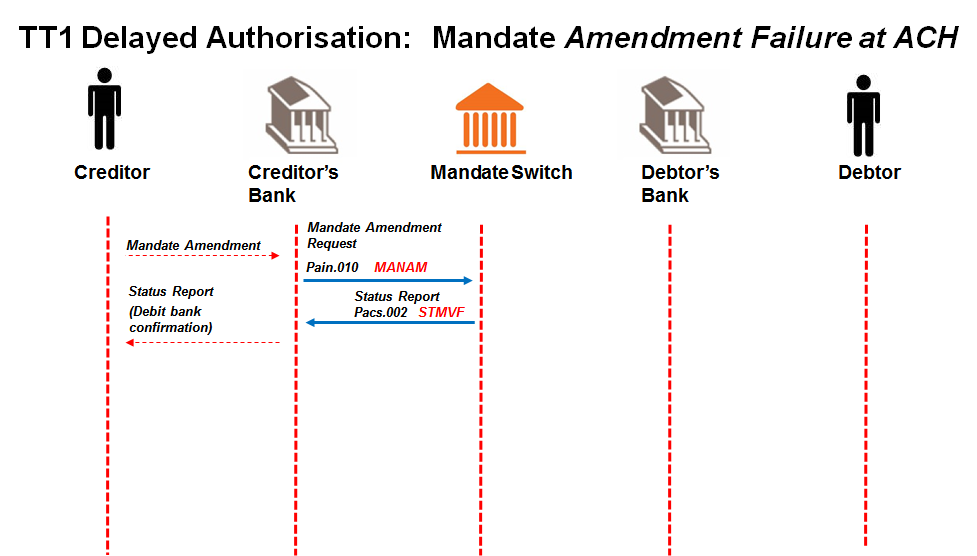 TT1 Delayed Authorisation: Mandate Amendment Failure at ACH
Creditor
Creditor's
Bank
Mandate Switch
Debtor's
Bank
Debtor
Mandate Amendment
Mandate Amendment
Request
Pain.010 MANAM
Status Report
(Debit bank
confirmation)
Status Report
Pacs.002 STMVF